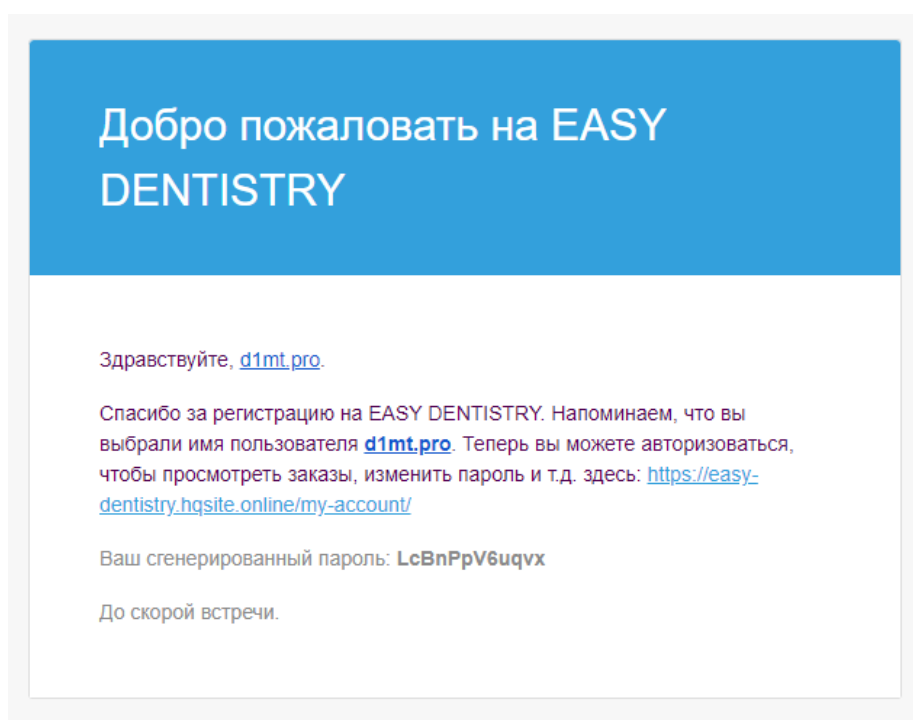 Добро пожаловать на EASY
DENTISTRY
Здравствуйте, d1mt.pro.
Спасибо за регистрацию на EASY DENTISTRY. Напоминаем, что вы
выбрали имя пользователя d1mt.pro. Теперь вы можете авторизоваться,
чтобы просмотреть заказы, изменить пароль и т.д. здесь: https://easy-
dentistry.hqsite.online/my-account/
Ваш сгенерированный пароль: LcBnPpV6uqvx
До скорой встречи.